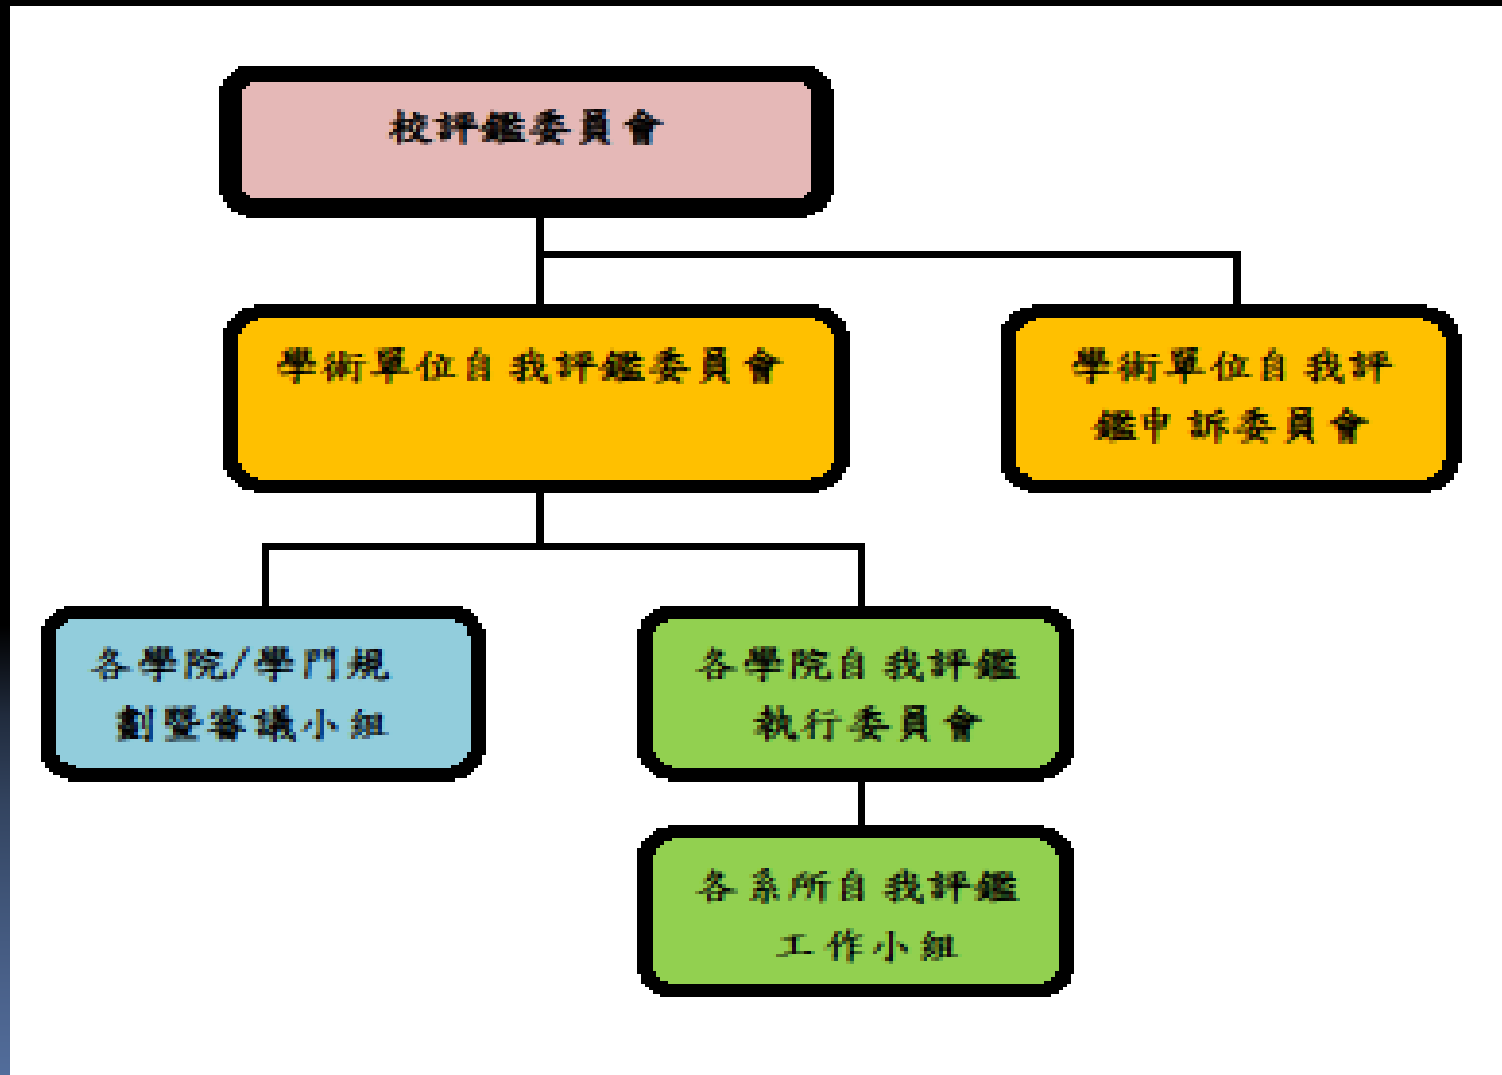 校評鑑委員會
學術單位自我評鑑委員會
學術單位自我評
鑑申訴委員會
各學院/學門規
劃暨審議小組
各學院自我評鑑
執行委員會
各系所自我評鑑
工作小組